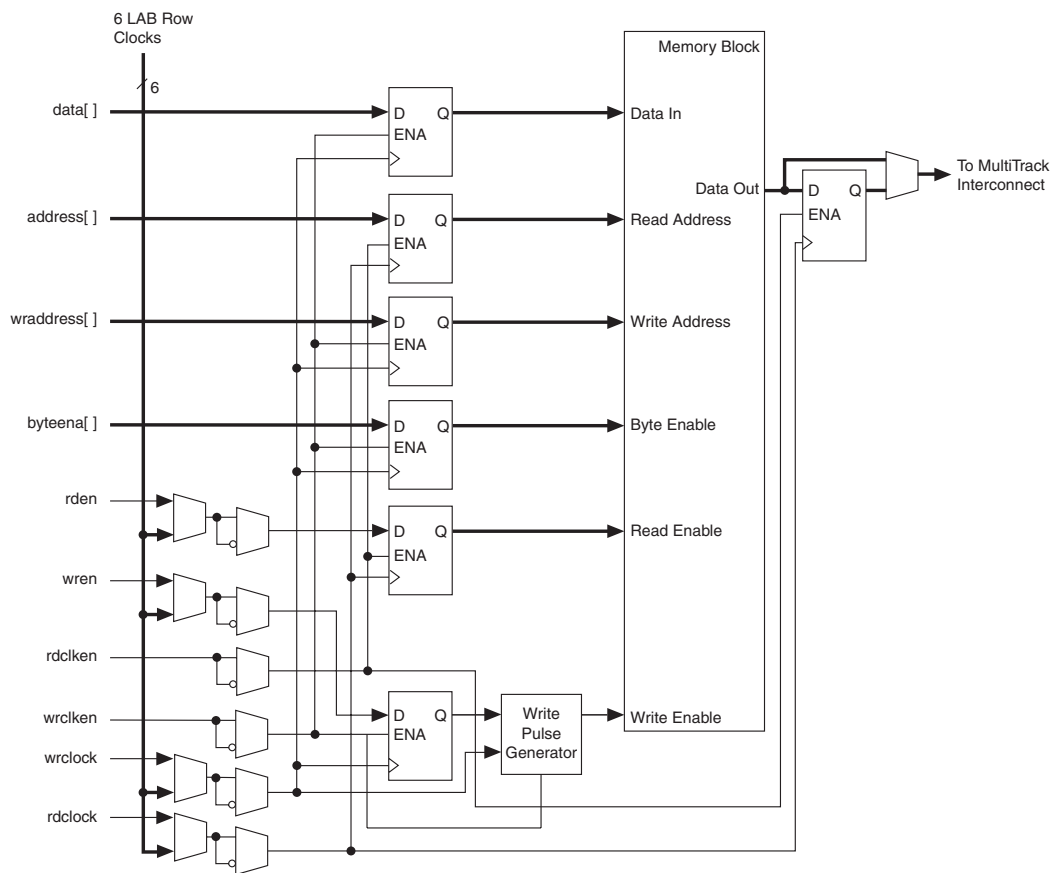 6 LAB Row
Clocks
6
Memory Block
data[ ]
D Q
ENA
Data In
To MultiTrack
Interconnect
Data Out
D Q
ENA
address[ ]
D Q
ENA
Read Address
wraddress[ ]
D Q
ENA
Write Address
byteena[ ]
D Q
ENA
Byte Enable
rden
D Q
ENA
Read Enable
wren
rdclken
wrclken
D Q
ENA
Write
Pulse
Generator
Write Enable
wrclock
rdclock